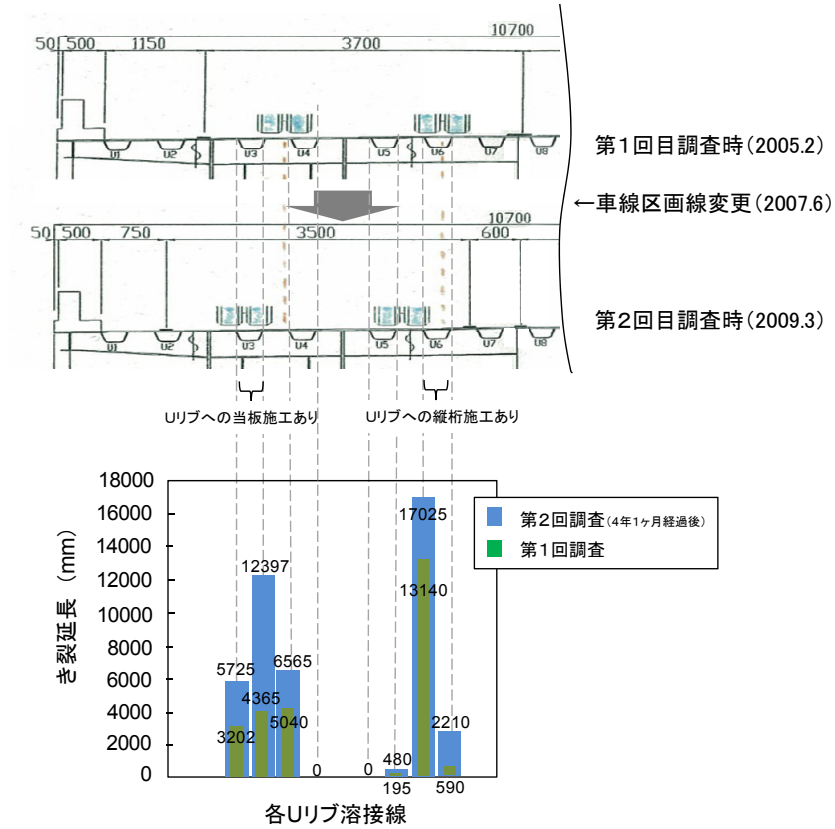 10700
50 500 1150 3700
U1 U2 U3 U4 U5 U6 U7 U8
第1回目調査時(2005.2)
←車線区画線変更(2007.6)
10700
50 500 750 3500 600
U1 U2 U3 U4 U5 U6 U7 U8
第2回目調査時(2009.3)
Uリブへの当板施工あり Uリブへの縦桁施工あり
き裂延長 (mm)
18000
16000
14000
12000
10000
8000
6000
4000
2000
0
5725
3202
12397
4365
6565
5040
0
0
480
195
17025
13140
2210
590
第2回調査(4年1ヶ月経過後)
第1回調査
各Uリブ溶接線